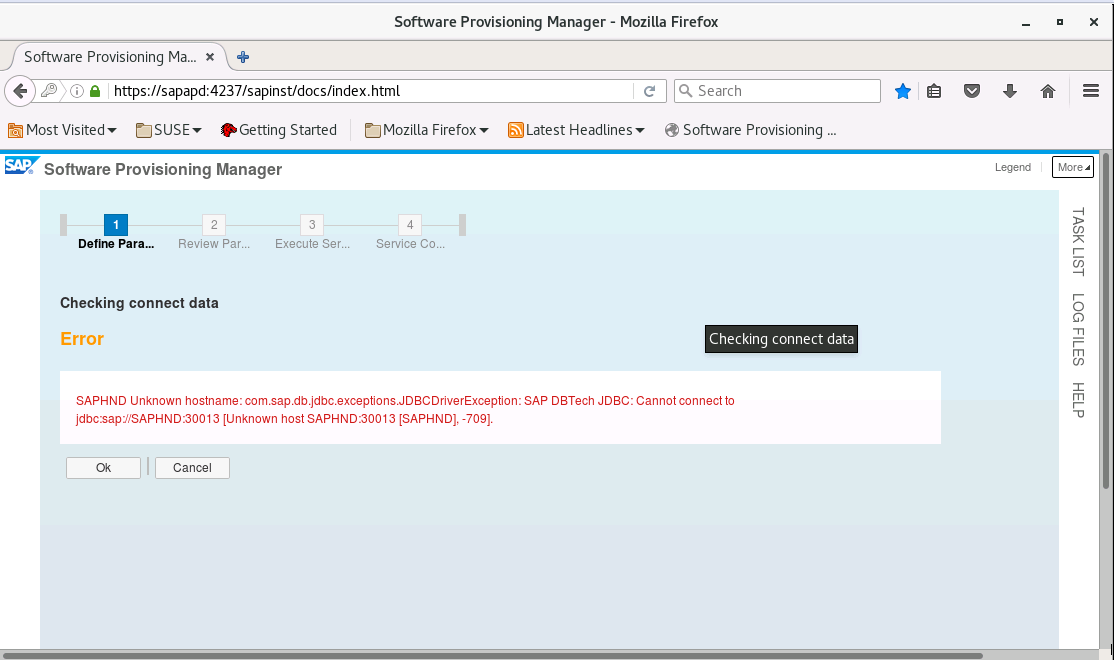 Software Provisioning Manager - Mozilla Firefox
Software Provisioning Ma...
https://sapapd:4237/sapinst/docs/index.html
Search
Most Visited SUSE Getting Started Mozilla Firefox Latest Headlines Software Provisioning ...
SAP Software Provisioning Manager Legend More
1 2 3 4
Define Para... Review Par... Execute Ser... Service Co...
TASK LIST
LOG FILES
HELP
Checking connect data
Error
Checking connect data
SAPHND Unknown hostname: com.sap.db.jdbc.exceptions.JDBCDriverException: SAP DBTech JDBC: Cannot connect to
jdbc:sap://SAPHND:30013 [Unknown host SAPHND:30013 [SAPHND], -709].
Ok Cancel